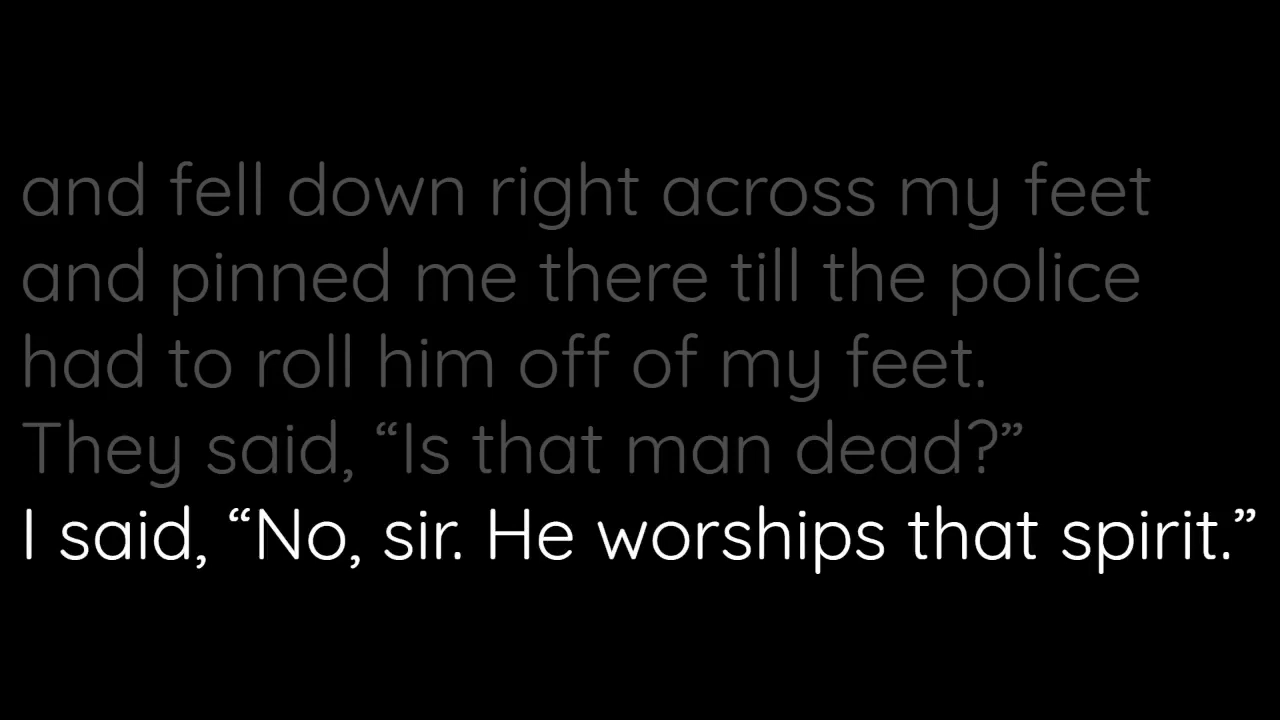 and fell down right across my feet
and pinned me there till the police
had to roll him off of my feet.
They said, “Is that man dead?”
I said, “No, sir. He worships that spirit.”